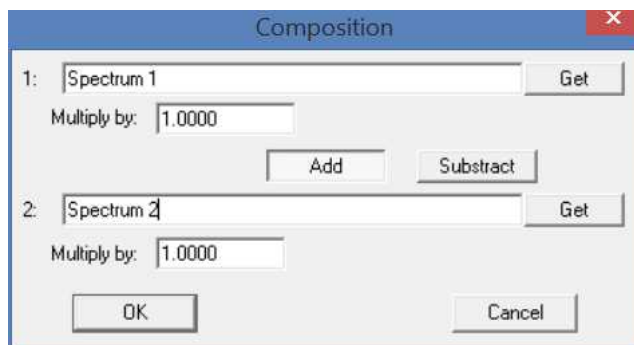 Composition
1: Spectrum 1 Get
Multiply by: 1.0000
Add Substract
2: Spectrum 2 Get
Multiply by: 1.0000
OK Cancel